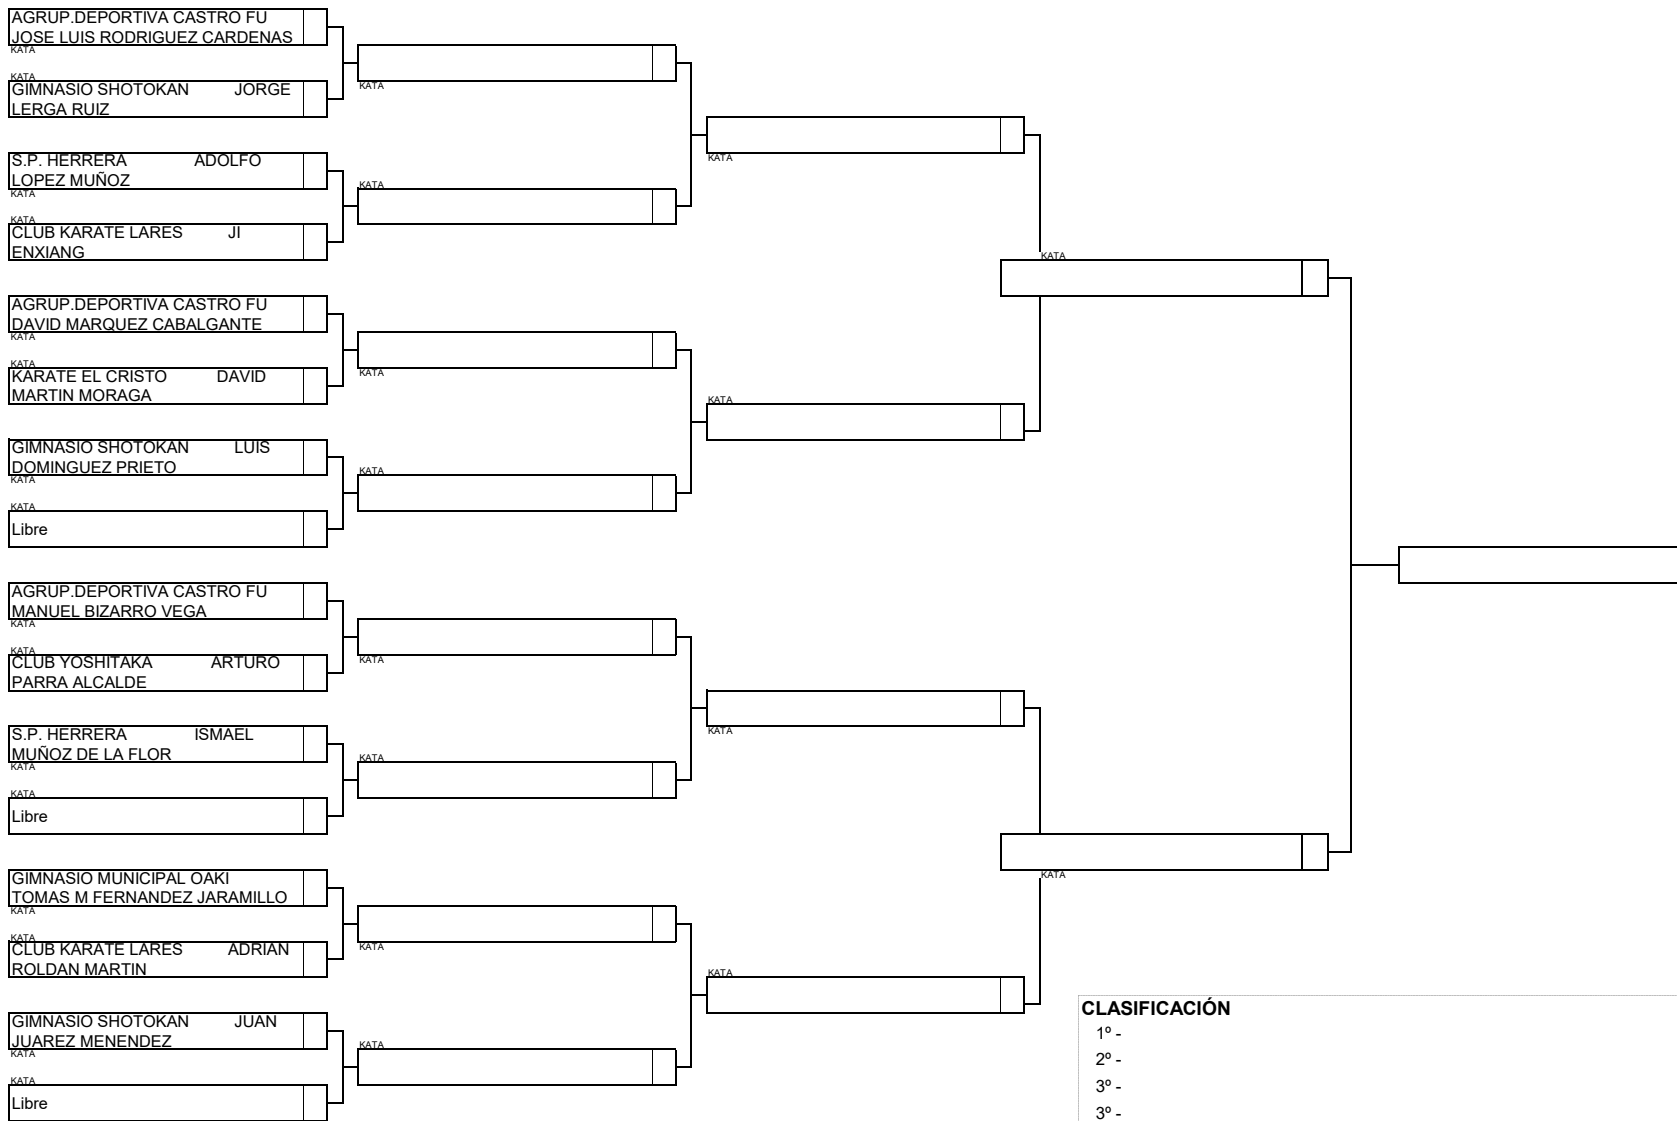 AGRUP.DEPORTIVA CASTRO FU
JOSE LUIS RODRIGUEZ CARDENAS
KATA
KATA
GIMNASIO SHOTOKAN JORGE
LERGA RUIZ
S.P. HERRERA ADOLFO
LOPEZ MUÑOZ
KATA
KATA
CLUB KARATE LARES JI
ENXIANG
AGRUP.DEPORTIVA CASTRO FU
DAVID MARQUEZ CABALGANTE
KATA
KATA
KARATE EL CRISTO DAVID
MARTIN MORAGA
GIMNASIO SHOTOKAN LUIS
DOMINGUEZ PRIETO
KATA
KATA
Libre
AGRUP.DEPORTIVA CASTRO FU
MANUEL BIZARRO VEGA
KATA
KATA
CLUB YOSHITAKA ARTURO
PARRA ALCALDE
S.P. HERRERA ISMAEL
MUÑOZ DE LA FLOR
KATA
KATA
Libre
GIMNASIO MUNICIPAL OAKI
TOMAS M FERNANDEZ JARAMILLO
KATA
KATA
CLUB KARATE LARES ADRIAN
ROLDAN MARTIN
GIMNASIO SHOTOKAN JUAN
JUAREZ MENENDEZ
KATA
KATA
Libre
KATA
KATA
KATA
KATA
KATA
KATA
KATA
KATA
KATA
KATA
KATA
KATA
KATA
KATA
CLASIFICACIÓN
1º -
2º -
3º -
3º -